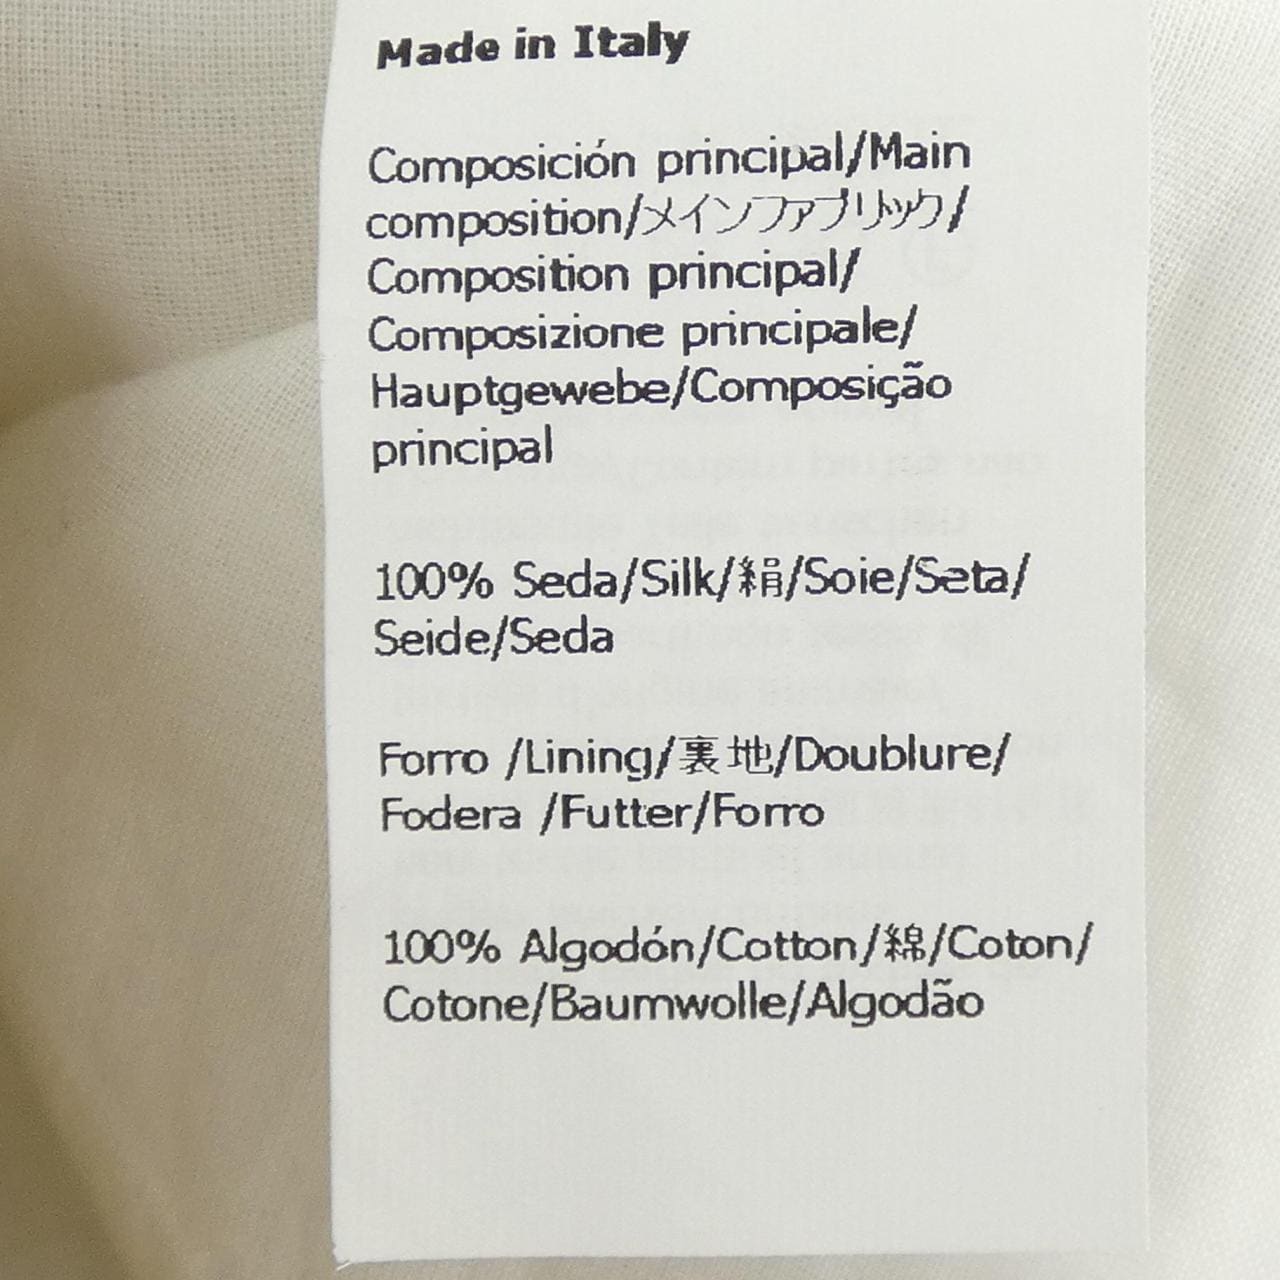 Made in Italy
Composición principal/Main
composition/メインファブリック/
Composition principal/
Composizione principale/
Hauptgewebe/Composição
principal
100% Seda/Silk/絹/Soie/Seta/
Seide/Seda
Forro /Lining/裏地/Doublure/
Fodera /Futter/Forro
100% Algodón/Cotton/綿/Coton/
Cotone/Baumwolle/Algodão